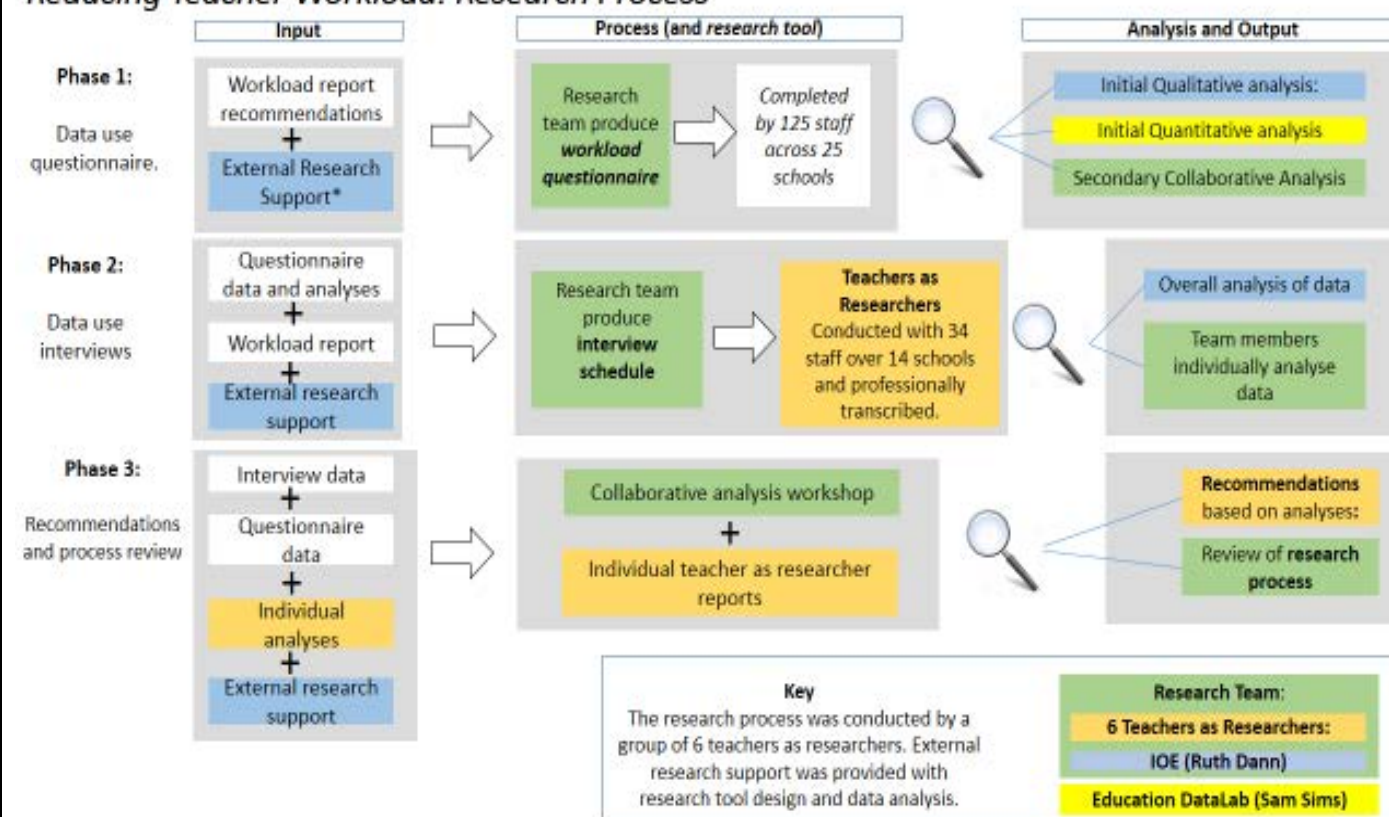 Reducing Teacher Workload: Research Process
Input
Process (and research tool)
Analysis and Output
Phase 1:
Data use
questionnaire.
Workload report
recommendations
+
External Research
Support*
Research
team produce
workload
questionnaire
Completed
by 125 staff
across 25
schools
Initial Qualitative analysis:
Initial Quantitative analysis
Secondary Collaborative Analysis
Phase 2:
Data use
interviews
Questionnaire
data and analyses
+
Workload report
+
External research
support
Research team
produce
interview
schedule
Teachers as
Researchers
Conducted with 34
staff over 14 schools
and professionally
transcribed.
Overall analysis of data
Team members
individually analyse
data
Phase 3:
Recommendations
and process review
Interview data
+
Questionnaire
data
+
Individual
analyses
+
External research
support
Collaborative analysis workshop
+
Individual teacher as researcher
reports
Recommendations
based on analyses:
Review of research
process
Key
The research process was conducted by a
group of 6 teachers as researchers. External
research support was provided with
research tool design and data analysis.
Research Team:
6 Teachers as Researchers:
IOE (Ruth Dann)
Education DataLab (Sam Sims)